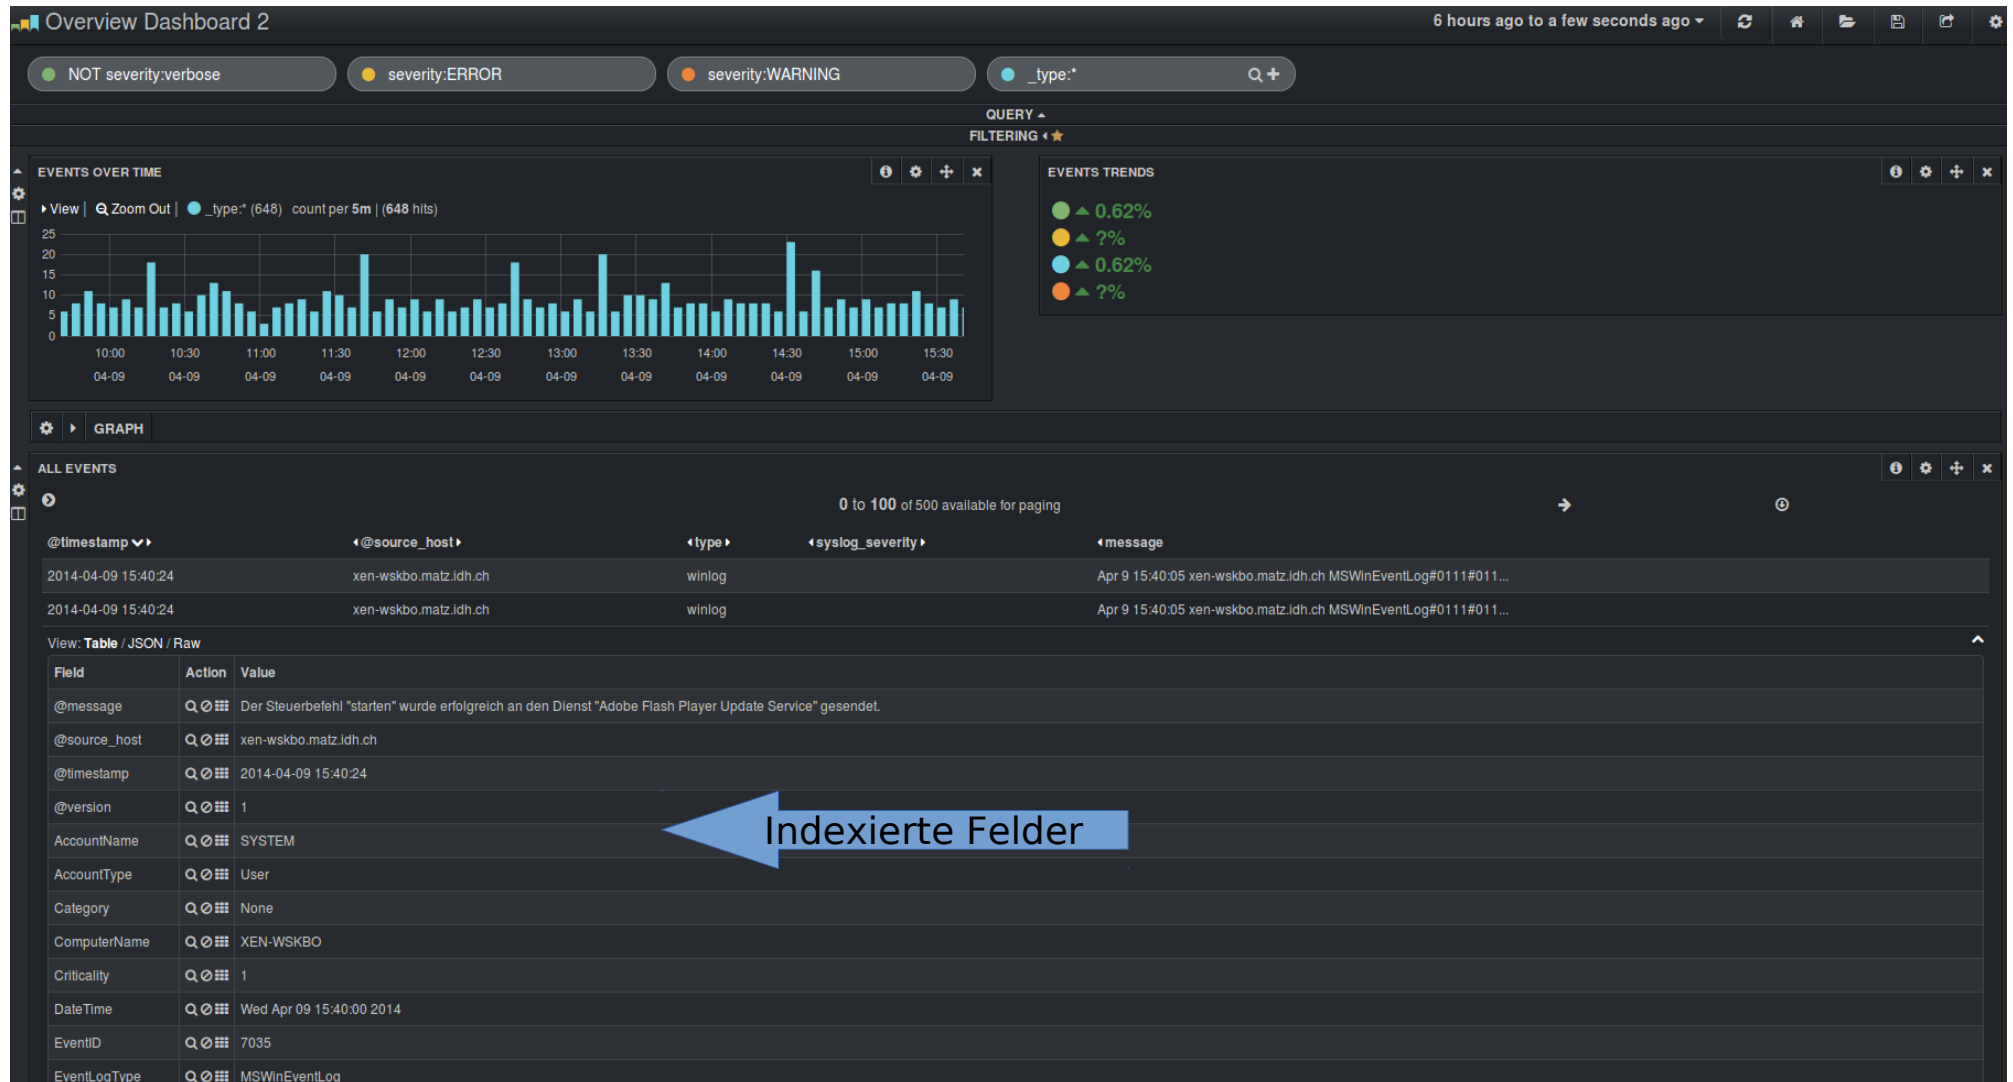 Overview Dashboard 2
6 hours ago to a few seconds ago
NOT severity:verbose severity:ERROR severity:WARNING _type:*
QUERY
FILTERING
EVENTS OVER TIME
View | Zoom Out | _type:* (648) count per 5m | (648 hits)
25
20
15
10
5
0
10:00 10:30 11:00 11:30 12:00 12:30 13:00 13:30 14:00 14:30 15:00 15:30
04-09 04-09 04-09 04-09 04-09 04-09 04-09 04-09 04-09 04-09 04-09 04-09
EVENTS TRENDS
0.62%
?%
0.62%
?%
GRAPH
ALL EVENTS
0 to 100 of 500 available for paging
@timestamp @source_host type syslog_severity message
2014-04-09 15:40:24 xen-wskbo.matz.idh.ch winlog Apr 9 15:40:05 xen-wskbo.matz.idh.ch MSWinEventLog#0111#011...
2014-04-09 15:40:24 xen-wskbo.matz.idh.ch winlog Apr 9 15:40:05 xen-wskbo.matz.idh.ch MSWinEventLog#0111#011...
View: Table / JSON / Raw
Field Action Value
@message Der Steuerbefehl "starten" wurde erfolgreich an den Dienst "Adobe Flash Player Update Service" gesendet.
@source_host xen-wskbo.matz.idh.ch
@timestamp 2014-04-09 15:40:24
@version 1
Indexierte Felder
AccountName SYSTEM
AccountType User
Category None
ComputerName XEN-WSKBO
Criticality 1
DateTime Wed Apr 09 15:40:00 2014
EventID 7035
EventLogType MSWinEventLog